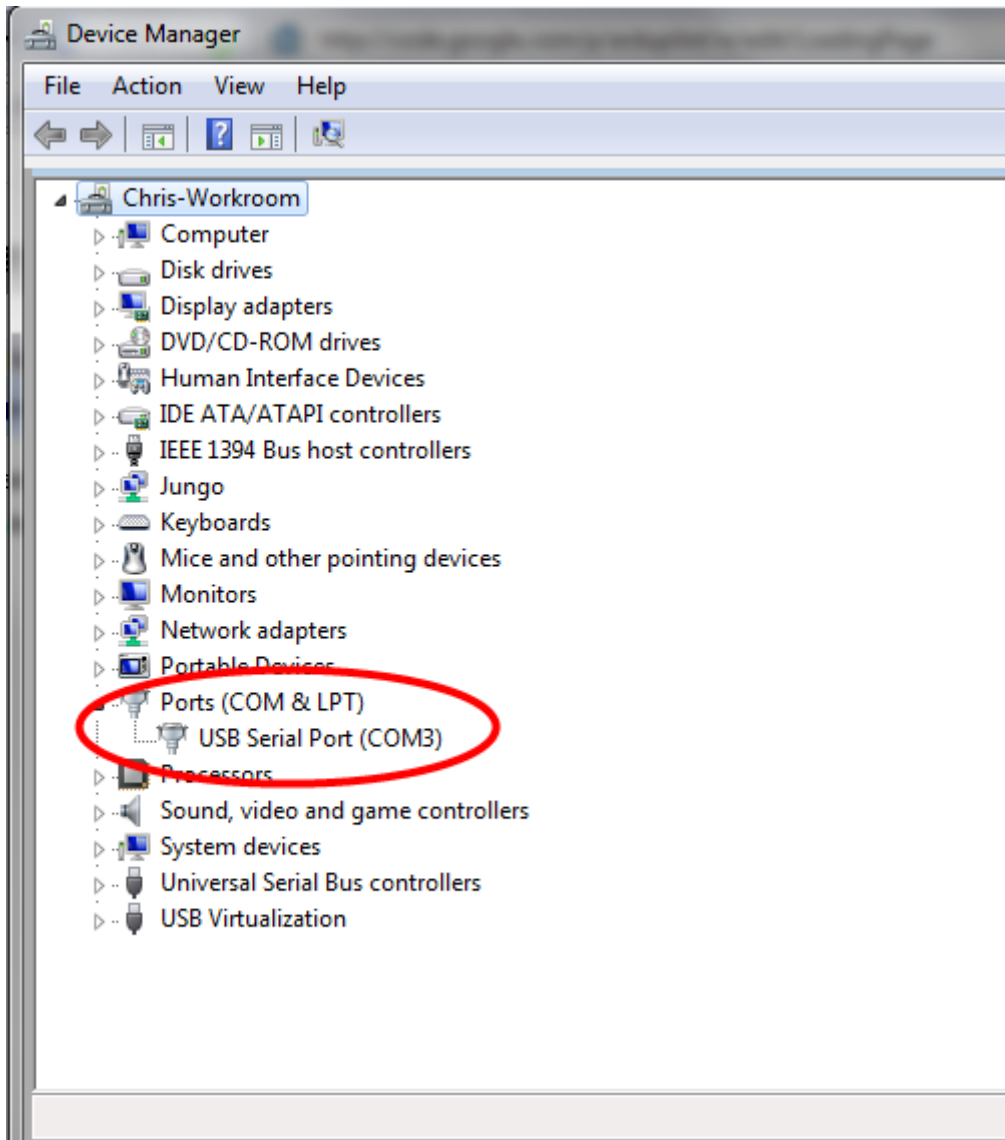 Device Manager
File Action View Help
Chris-Workroom
Computer
Disk drives
Display adapters
DVD/CD-ROM drives
Human Interface Devices
IDE ATA/ATAPI controllers
IEEE 1394 Bus host controllers
Jungo
Keyboards
Mice and other pointing devices
Monitors
Network adapters
Portable Devices
Ports (COM & LPT)
USB Serial Port (COM3)
Processors
Sound, video and game controllers
System devices
Universal Serial Bus controllers
USB Virtualization